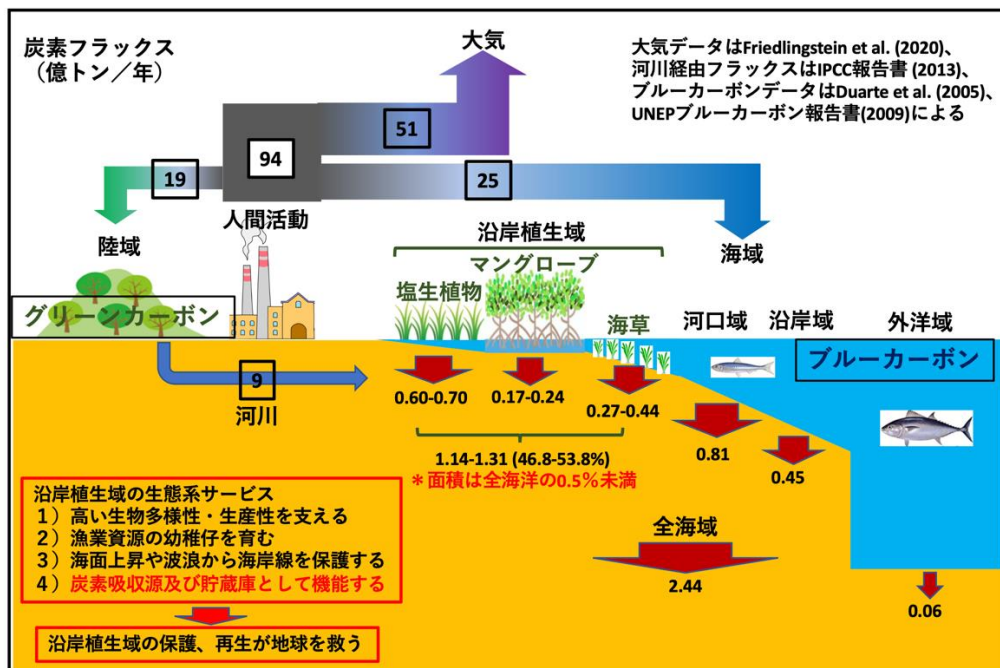 炭素フラックス
（億トン／年）
大気
大気データはFriedlingstein et al. (2020)、
河川経由フラックスはIPCC報告書 (2013)、
ブルーカーボンデータはDuarte et al. (2005)、
UNEPブルーカーボン報告書(2009)による
51
94
19
25
人間活動
陸域
海域
沿岸植生域
マングローブ
塩生植物
海草
グリーンカーボン
河口域
沿岸域
外洋域
ブルーカーボン
9
河川
0.60-0.70
0.17-0.24
0.27-0.44
0.81
0.45
1.14-1.31 (46.8-53.8%)
＊面積は全海洋の0.5％未満
全海域
2.44
0.06
沿岸植生域の生態系サービス
１）高い生物多様性・生産性を支える
２）漁業資源の幼稚仔を育む
３）海面上昇や波浪から海岸線を保護する
４）炭素吸収源及び貯蔵庫として機能する
沿岸植生域の保護、再生が地球を救う